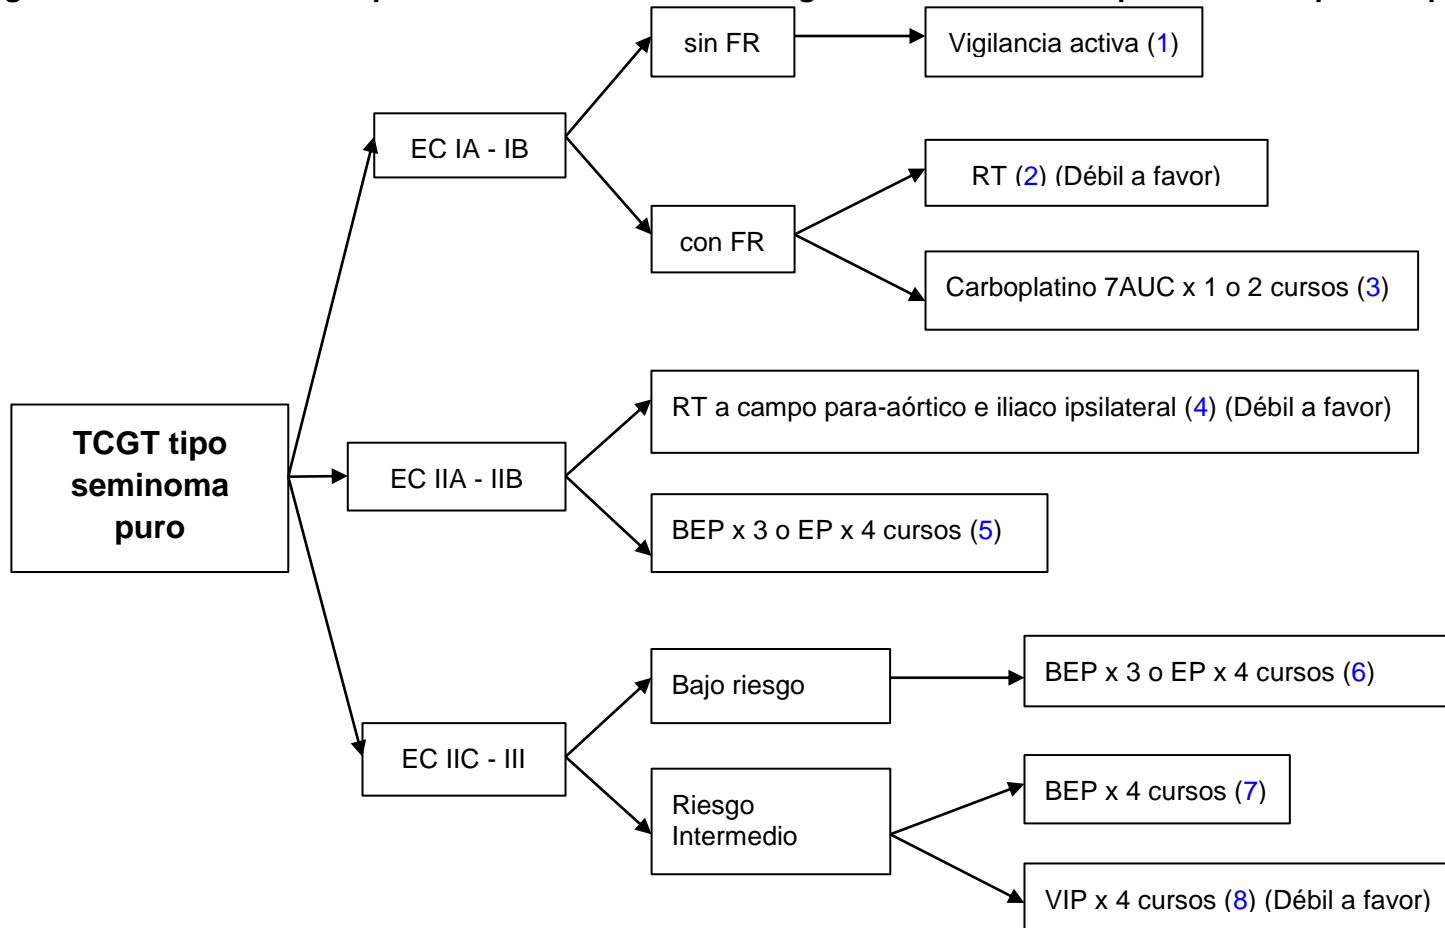 sin FR
Vigilancia activa (1)
EC IA - IB
RT (2) (Débil a favor)
con FR
Carboplatino 7AUC x 1 o 2 cursos (3)
RT a campo para-aórtico e iliaco ipsilateral (4) (Débil a favor)
TCGT tipo
seminoma
puro
EC IIA - IIB
BEP x 3 o EP x 4 cursos (5)
Bajo riesgo
BEP x 3 o EP x 4 cursos (6)
EC IIC - III
Riesgo
Intermedio
BEP x 4 cursos (7)
VIP x 4 cursos (8) (Débil a favor)